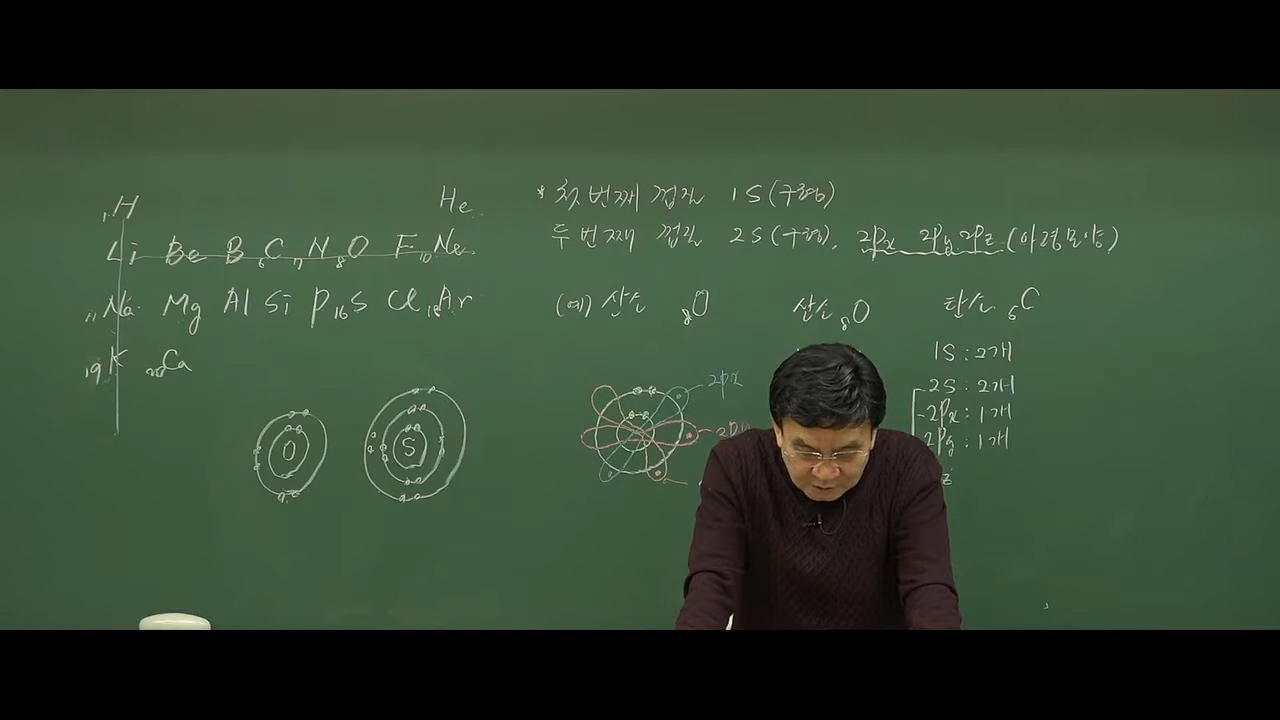 ₁H He
Li Be B ₆C ₇N ₈O F ₁₀Ne
₁₁Na Mg Al Si P ₁₆S Cl ₁₈Ar
₁₉K ₂₀Ca
O
S
* 첫번째 껍질 1S(구형)
두번째 껍질 2S(구형), 2Px 2Py 2Pz (아령모양)
(예) 산소 ₈O
2Px
산소 ₈O
탄소 ₆C
1S : 2개
2S : 2개
2Px : 1개
2Py : 1개